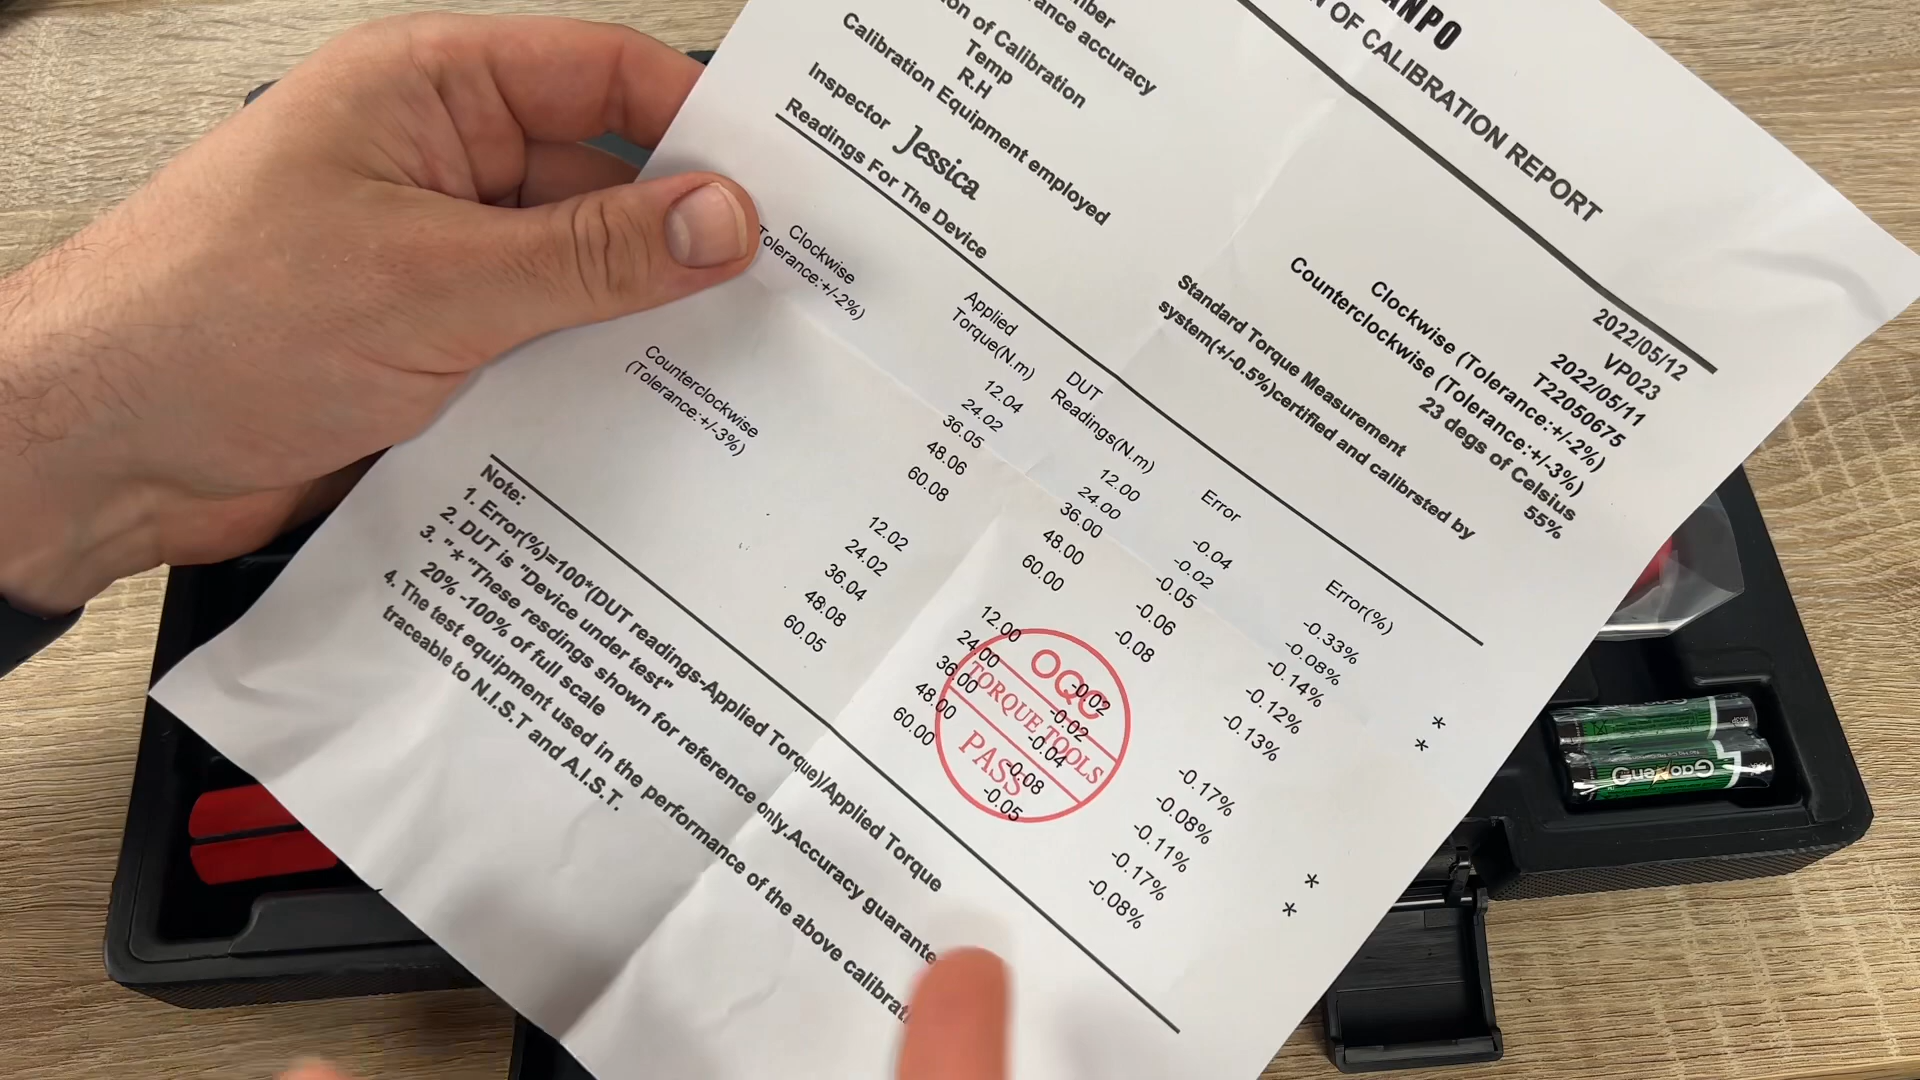 ANPO
OF CALIBRATION REPORT
2022/05/12
VP023
2022/05/11
T22050675
accuracy
Clockwise (Tolerance:+/-2%)
Counterclockwise (Tolerance:+/-3%)
of Calibration
Temp
23 degs of Celsius
R.H
55%
Calibration Equipment employed
Standard Torque Measurement
system(+/-0.5%)certified and calibrsted by
Inspector Jessica
Readings For The Device
Applied Torque(N.m) DUT Readings(N.m) Error Error(%)
Clockwise
(Tolerance:+/-2%)
12.04 12.00 -0.04 -0.33% *
24.02 24.00 -0.02 -0.08% *
36.05 36.00 -0.05 -0.14%
48.06 48.00 -0.06 -0.12%
60.08 60.00 -0.08 -0.13%
Counterclockwise
(Tolerance:+/-3%)
12.02 12.00 -0.02 -0.17% *
24.02 24.00 -0.02 -0.08% *
36.04 36.00 -0.04 -0.11%
48.08 48.00 -0.08 -0.17%
60.05 60.00 -0.05 -0.08%
OQC
TORQUE TOOLS
PASS
Note:
1. Error(%)=100*(DUT readings-Applied Torque)/Applied Torque
2. DUT is "Device under test"
3. "*"These resdings shown for reference only.Accuracy
20% -100% of full scale
4. The test equipment used in the performance of the above
traceable to N.I.S.T and A.I.S.T.